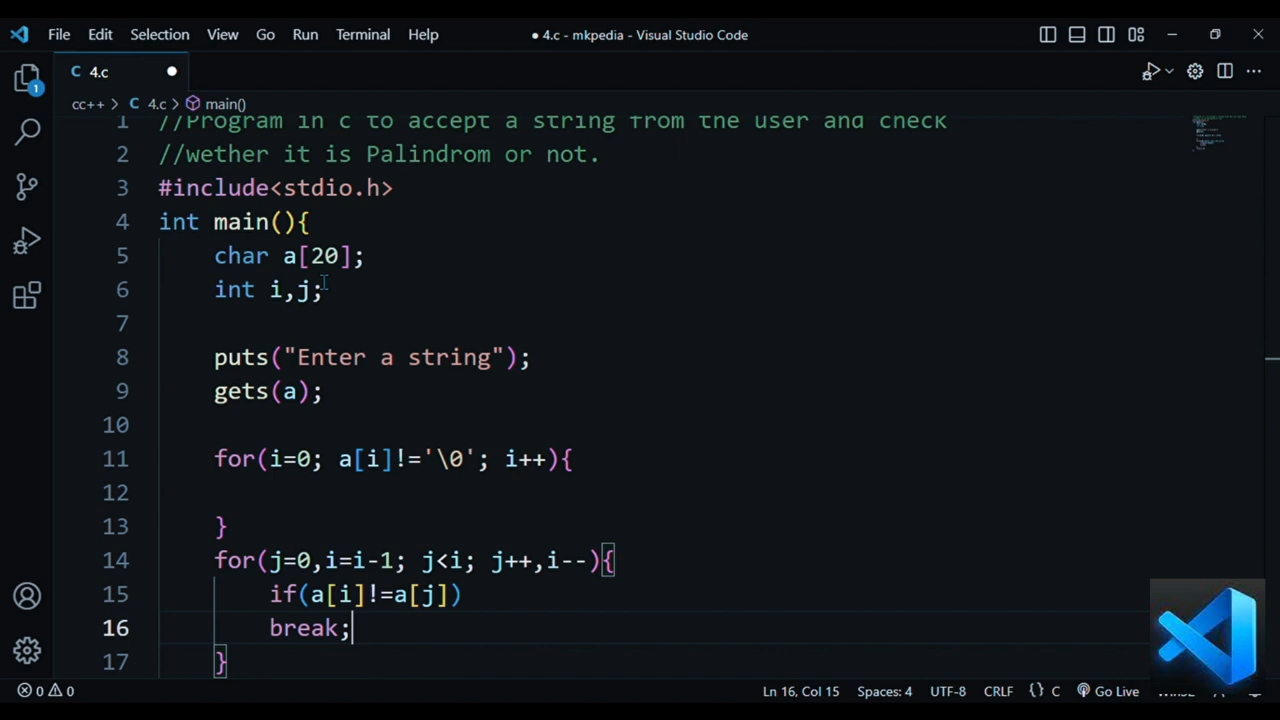 File Edit Selection View Go Run Terminal Help ● 4.c - mkpedia - Visual Studio Code
C 4.c ●
cc++ > C 4.c > main()
1 //Program in c to accept a string from the user and check
2 //wether it is Palindrom or not.
3 #include<stdio.h>
4 int main(){
5 char a[20];
6 int i,j;
7
8 puts("Enter a string");
9 gets(a);
10
11 for(i=0; a[i]!='\0'; i++){
12
13 }
14 for(j=0,i=i-1; j<i; j++,i--){
15 if(a[i]!=a[j])
16 break;
17 }
1
0 0 Ln 16, Col 15 Spaces: 4 UTF-8 CRLF {} C Go Live